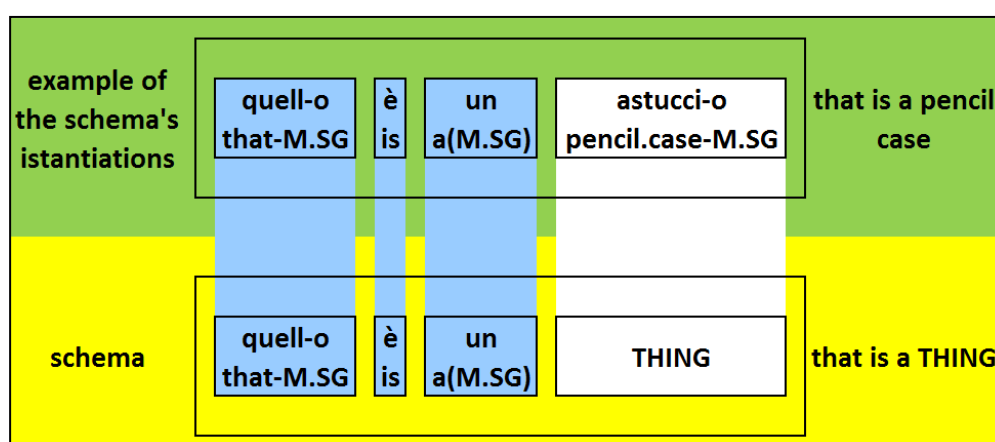 example of
the schema's
istantiations
quell-o
that-M.SG
è
is
un
a(M.SG)
astucci-o
pencil.case-M.SG
that is a pencil
case
schema
quell-o
that-M.SG
è
is
un
a(M.SG)
THING
that is a THING